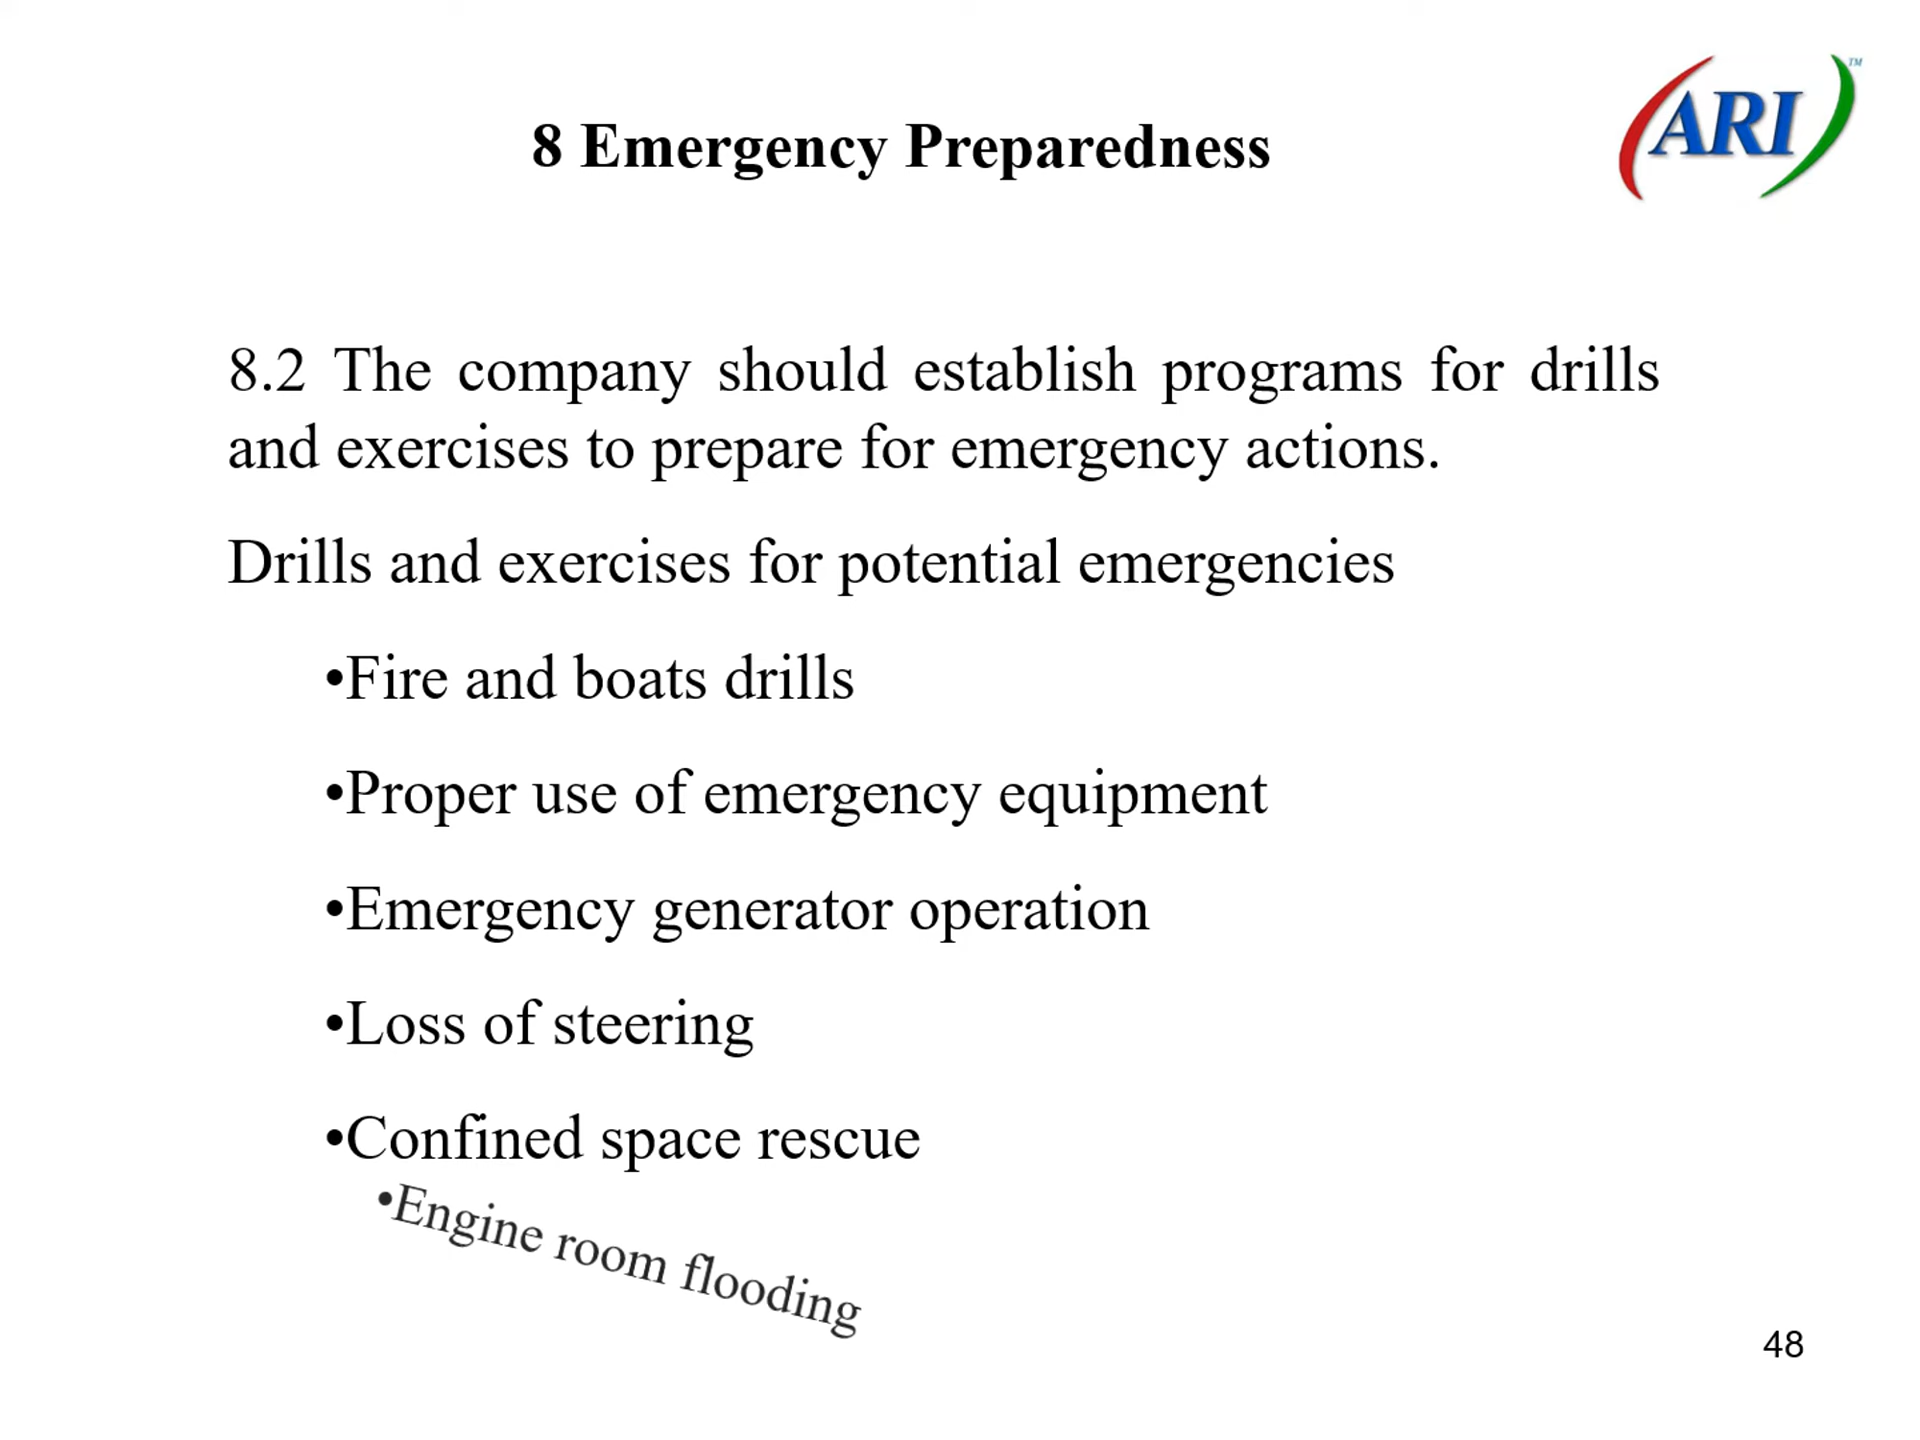 ARI™
8 Emergency Preparedness
8.2 The company should establish programs for drills
and exercises to prepare for emergency actions.
Drills and exercises for potential emergencies
•Fire and boats drills
•Proper use of emergency equipment
•Emergency generator operation
•Loss of steering
•Confined space rescue
•Engine room flooding
48